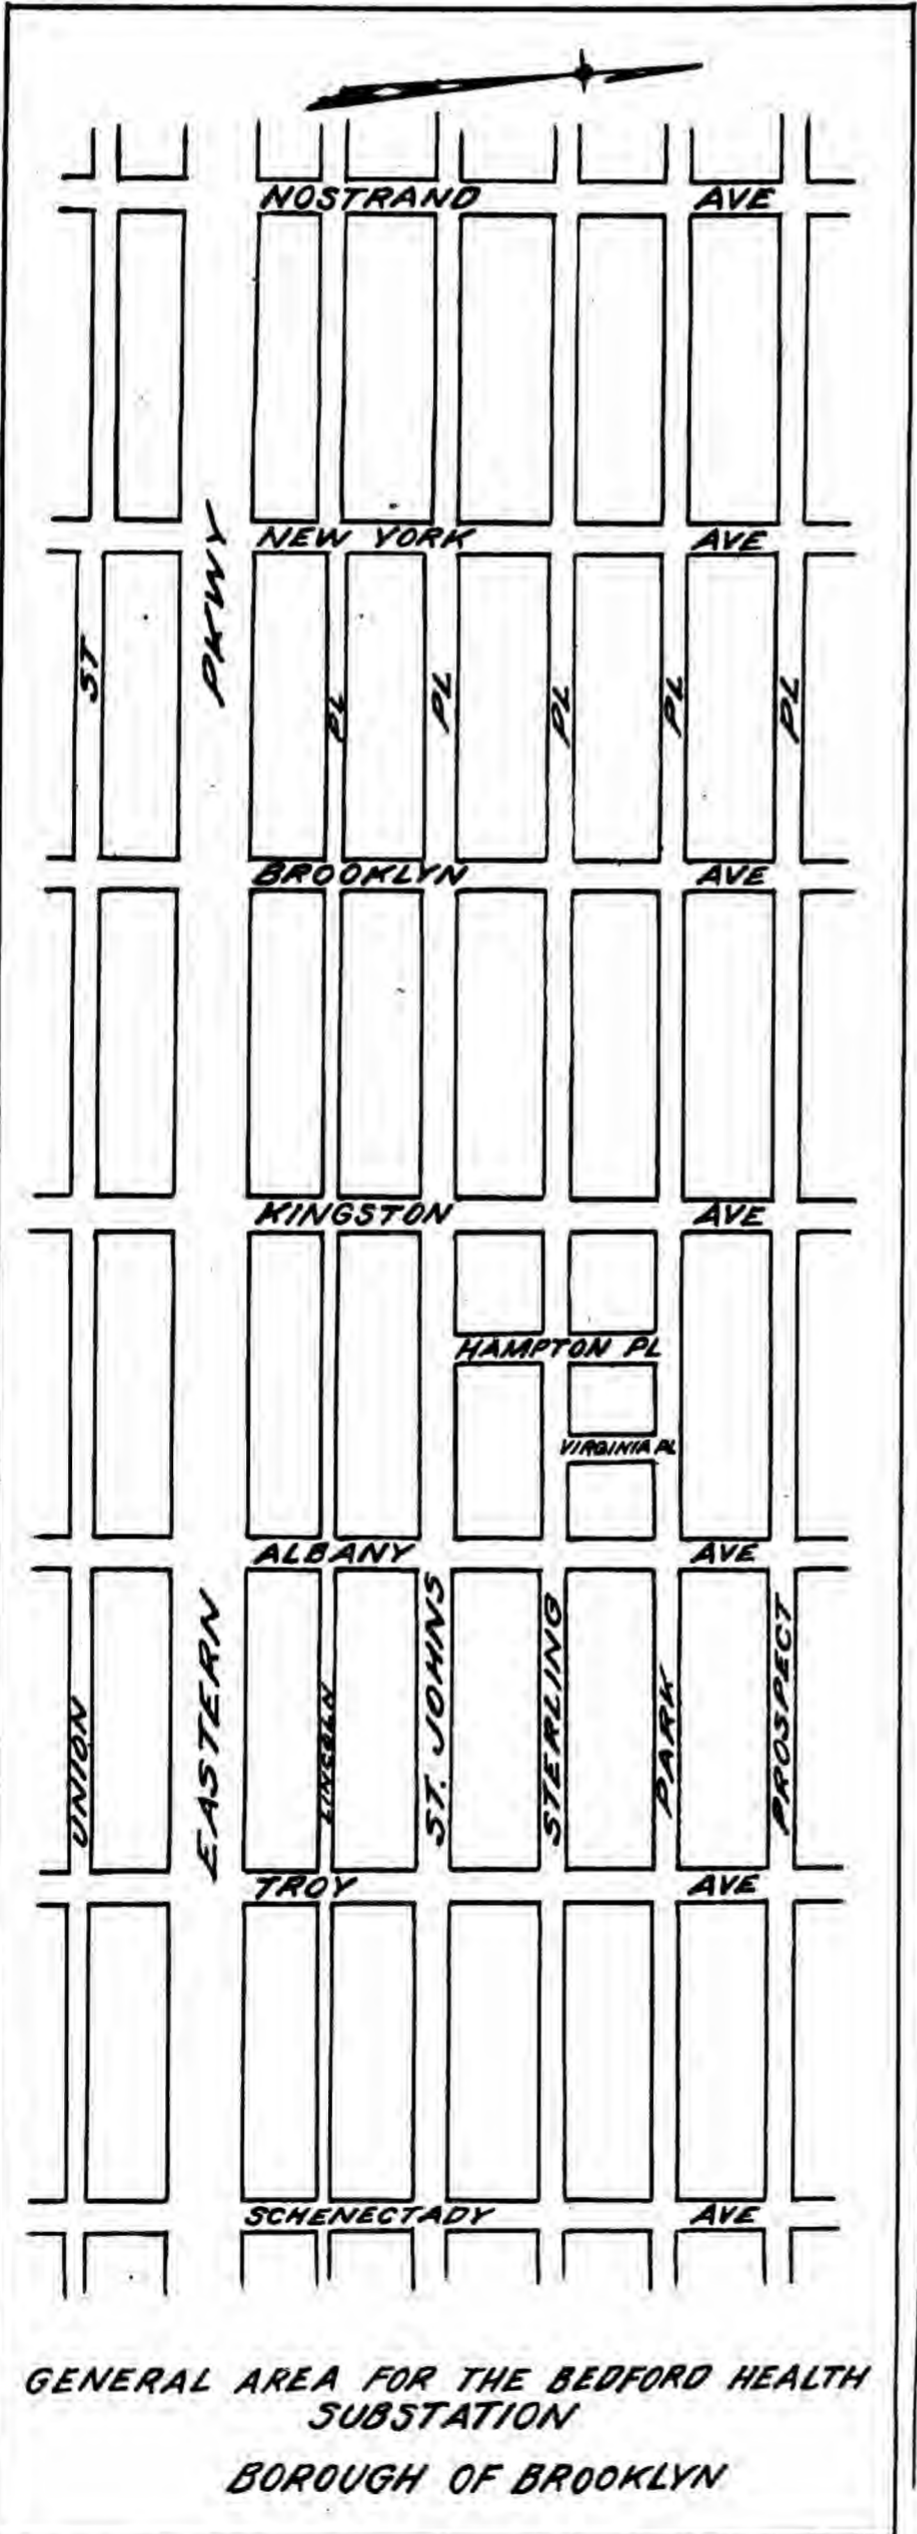 NOSTRAND AVE
NEW YORK AVE
PKWY
ST
PL
PL
PL
PL
PL
BROOKLYN AVE
KINGSTON AVE
HAMPTON PL
VIRGINIA PL
ALBANY AVE
UNION
EASTERN
LINCOLN
ST. JOHNS
STERLING
PARK
PROSPECT
TROY AVE
SCHENECTADY AVE
GENERAL AREA FOR THE BEDFORD HEALTH
SUBSTATION
BOROUGH OF BROOKLYN